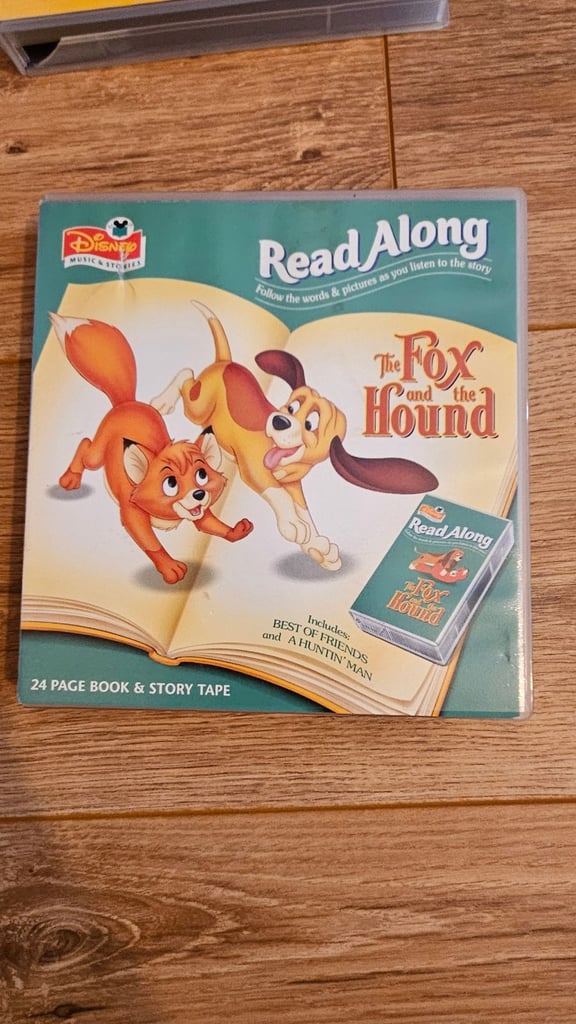 Disney
MUSIC & STORIES
Read Along
Follow the words & pictures as you listen to the story
The Fox
and the
Hound
Read Along
The Fox
and the
Hound
Includes:
BEST OF FRIENDS
and A HUNTIN' MAN
24 PAGE BOOK & STORY TAPE